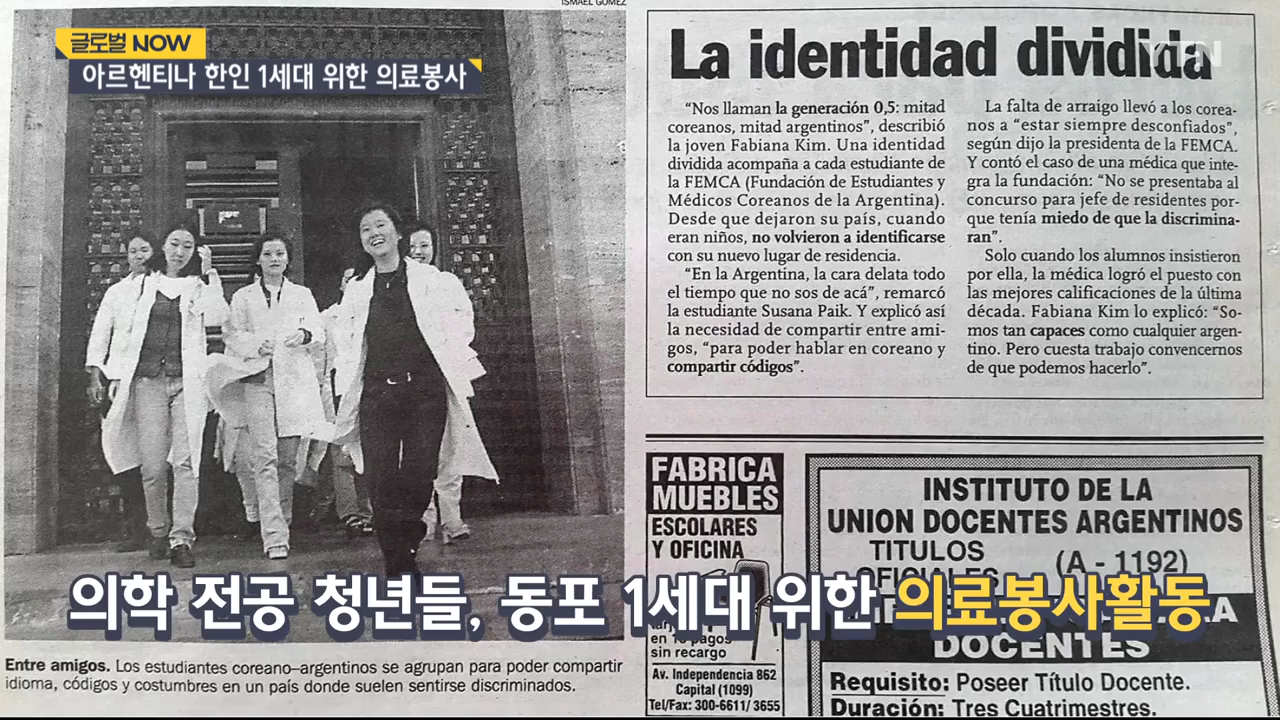 ISMAEL GOMEZ
글로벌 NOW
아르헨티나 한인 1세대 위한 의료봉사
YTN
La identidad dividida
“Nos llaman la generación 0,5: mitad
coreanos, mitad argentinos”, describió
la joven Fabiana Kim. Una identidad
dividida acompaña a cada estudiante de
la FEMCA (Fundación de Estudiantes y
Médicos Coreanos de la Argentina).
Desde que dejaron su país, cuando
eran niños, no volvieron a identificarse
con su nuevo lugar de residencia.
“En la Argentina, la cara delata todo
el tiempo que no sos de acá”, remarcó
la estudiante Susana Paik. Y explicó así
la necesidad de compartir entre ami-
gos, “para poder hablar en coreano y
compartir códigos”.
La falta de arraigo llevó a los corea-
nos a “estar siempre desconfiados”,
según dijo la presidenta de la FEMCA.
Y contó el caso de una médica que inte-
gra la fundación: “No se presentaba al
concurso para jefe de residentes por-
que tenía miedo de que la discrimina-
ran”.
Solo cuando los alumnos insistieron
por ella, la médica logró el puesto con
las mejores calificaciones de la última
década. Fabiana Kim lo explicó: “So-
mos tan capaces como cualquier argen-
tino. Pero cuesta trabajo convencernos
de que podemos hacerlo”.
FABRICA
MUEBLES
ESCOLARES
Y OFICINA
en 10 pagos
sin recargo
Av. Independencia 862
Capital (1099)
Tel/Fax: 300-6611/ 3655
INSTITUTO DE LA
UNION DOCENTES ARGENTINOS
TITULOS
OFICIALES
(A - 1192)
DOCENTES
Requisito: Poseer Título Docente.
Duración: Tres Cuatrimestres.
의학 전공 청년들, 동포 1세대 위한 의료봉사활동
Entre amigos. Los estudiantes coreano–argentinos se agrupan para poder compartir
idioma, códigos y costumbres en un país donde suelen sentirse discriminados.